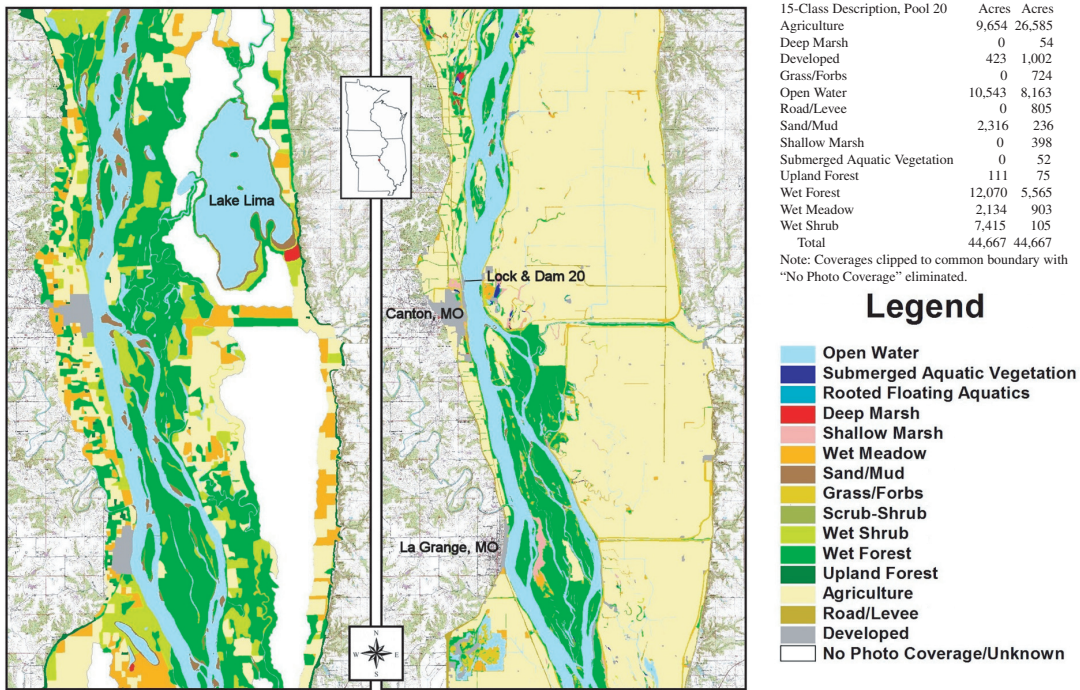 Lake Lima
Lock & Dam 20
Canton, MO
La Grange, MO
N
W E
S
15-Class Description, Pool 20 Acres Acres
Agriculture 9,654 26,585
Deep Marsh 0 54
Developed 423 1,002
Grass/Forbs 0 724
Open Water 10,543 8,163
Road/Levee 0 805
Sand/Mud 2,316 236
Shallow Marsh 0 398
Submerged Aquatic Vegetation 0 52
Upland Forest 111 75
Wet Forest 12,070 5,565
Wet Meadow 2,134 903
Wet Shrub 7,415 105
Total 44,667 44,667
Note: Coverages clipped to common boundary with
“No Photo Coverage” eliminated.
Legend
Open Water
Submerged Aquatic Vegetation
Rooted Floating Aquatics
Deep Marsh
Shallow Marsh
Wet Meadow
Sand/Mud
Grass/Forbs
Scrub-Shrub
Wet Shrub
Wet Forest
Upland Forest
Agriculture
Road/Levee
Developed
No Photo Coverage/Unknown